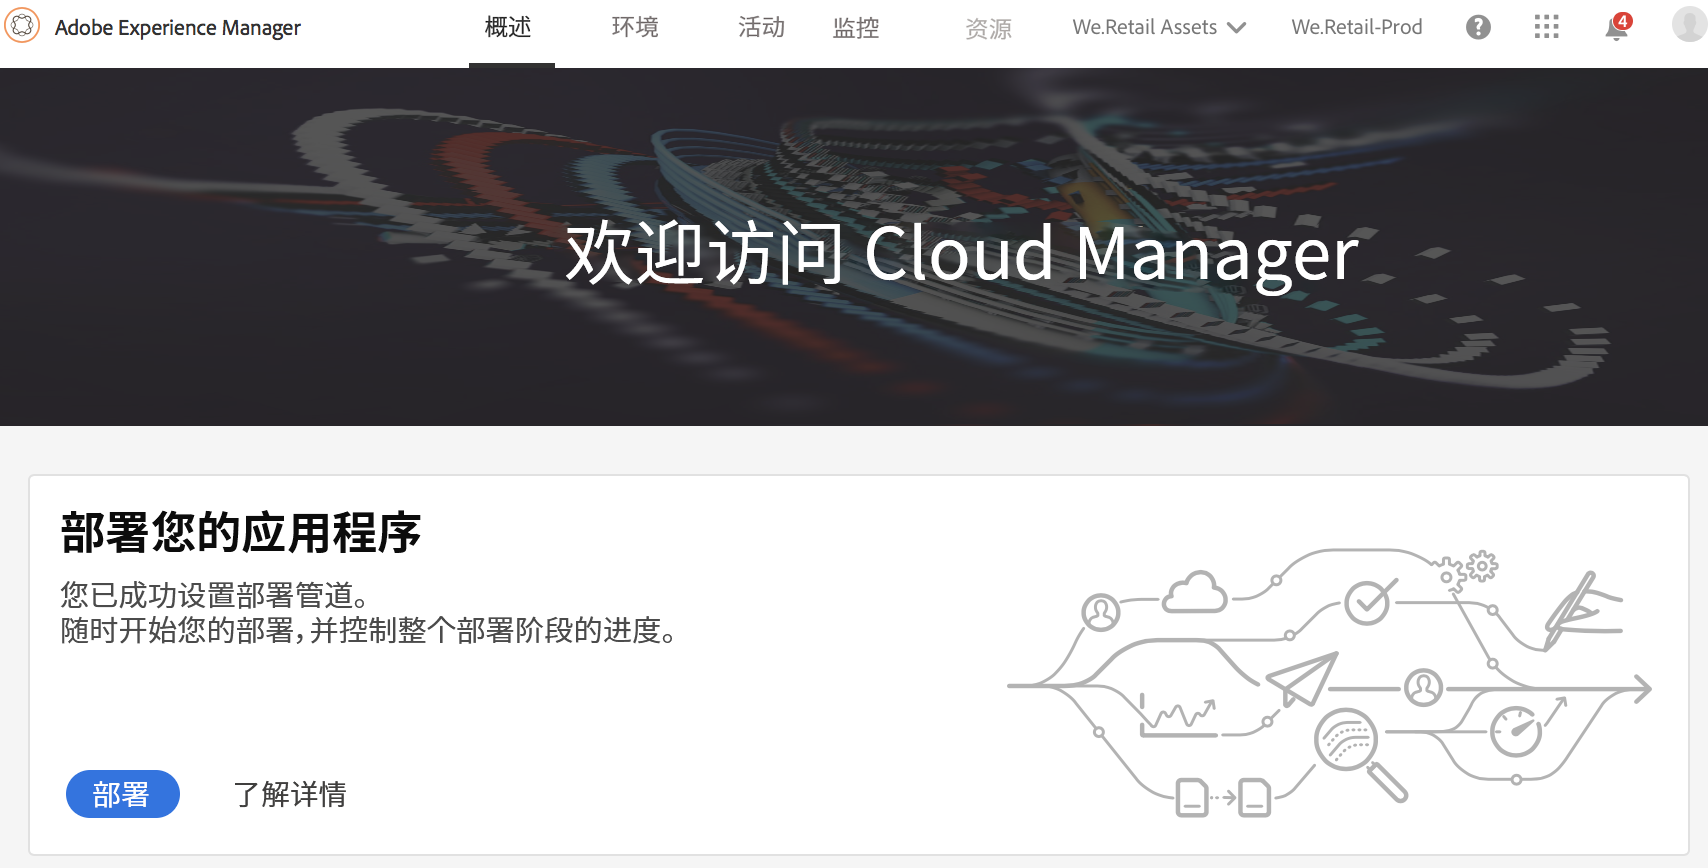 Adobe Experience Manager 概述 环境 活动 监控 资源 We.Retail Assets We.Retail-Prod ? 4
欢迎访问 Cloud Manager
部署您的应用程序
您已成功设置部署管道。
随时开始您的部署，并控制整个部署阶段的进度。
部署 了解详情